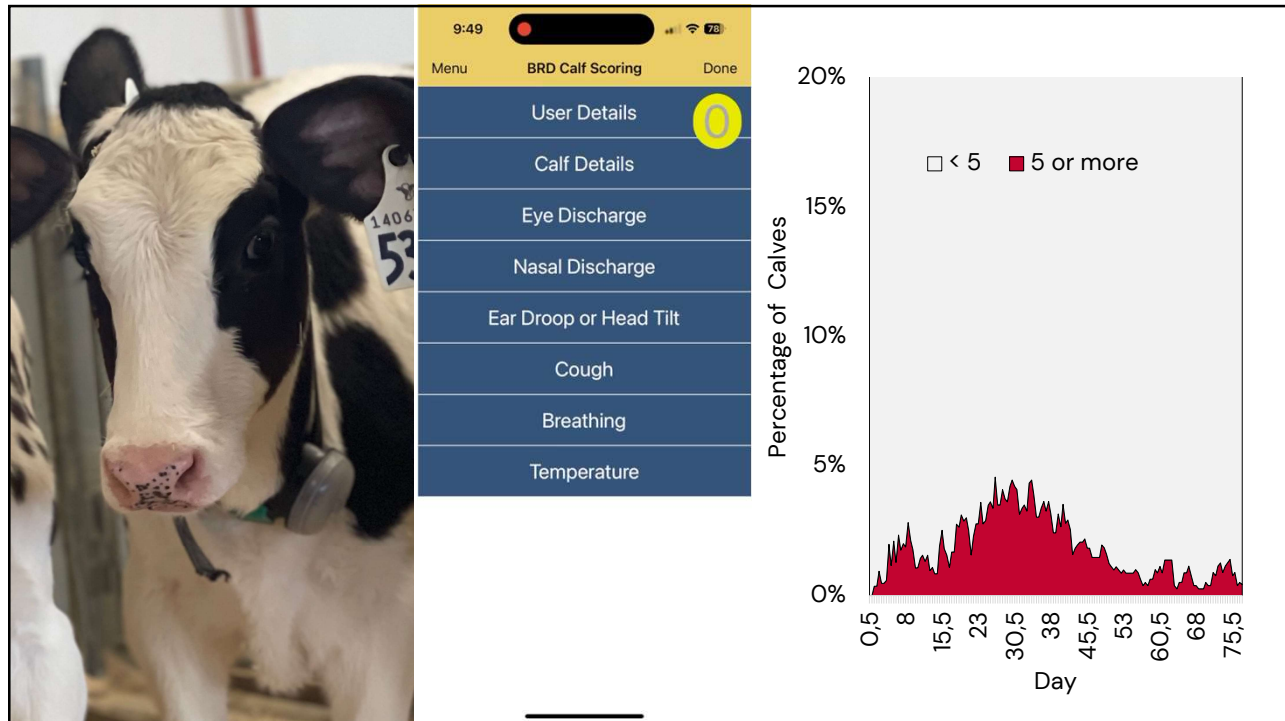 1406
53
9:49
78
Menu BRD Calf Scoring Done
User Details
0
Calf Details
Eye Discharge
Nasal Discharge
Ear Droop or Head Tilt
Cough
Breathing
Temperature
20%
< 5 5 or more
15%
10%
5%
0%
Percentage of Calves
0,5 8 15,5 23 30,5 38 45,5 53 60,5 68 75,5
Day